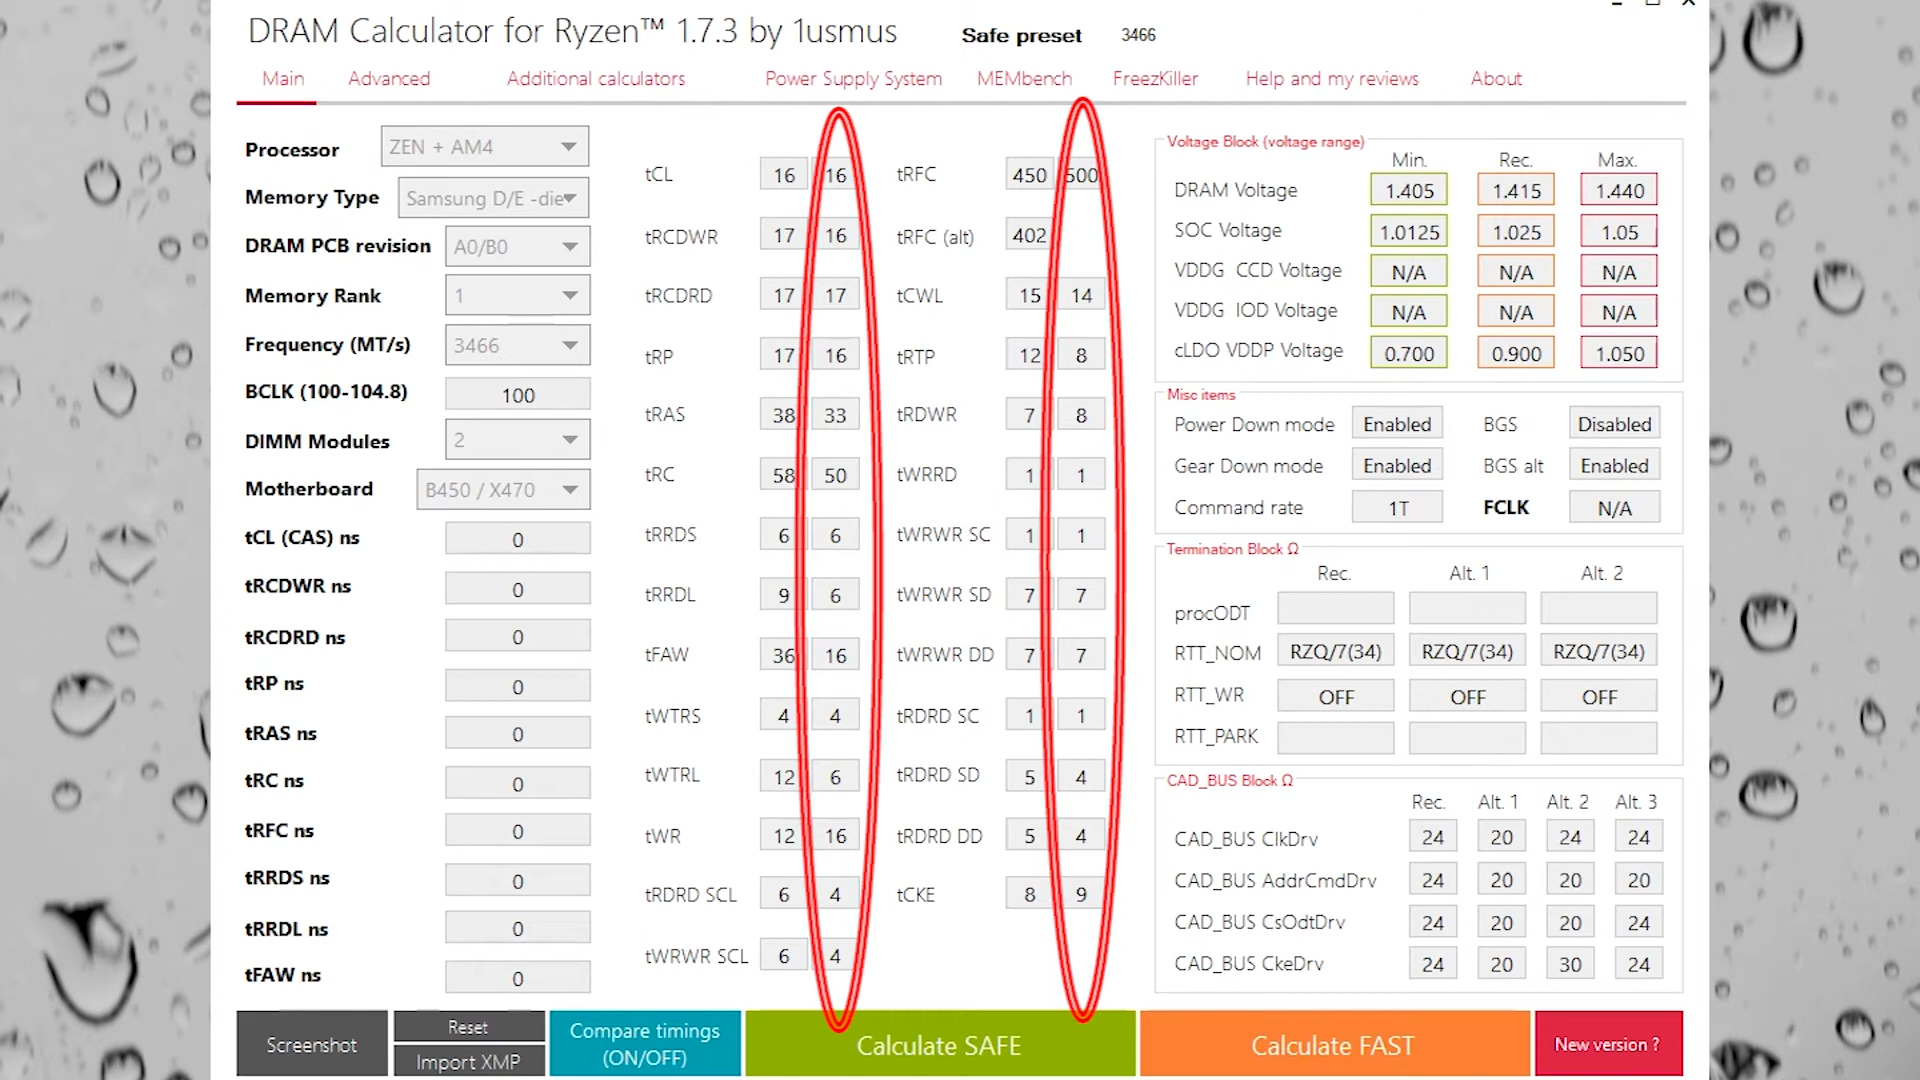 DRAM Calculator for Ryzen™ 1.7.3 by 1usmus
Safe preset 3466
Main Advanced Additional calculators Power Supply System MEMbench FreezKiller Help and my reviews About
Processor ZEN + AM4
Memory Type Samsung D/E -die
DRAM PCB revision A0/B0
Memory Rank 1
Frequency (MT/s) 3466
BCLK (100-104.8) 100
DIMM Modules 2
Motherboard B450 / X470
tCL (CAS) ns 0
tRCDWR ns 0
tRCDRD ns 0
tRP ns 0
tRAS ns 0
tRC ns 0
tRFC ns 0
tRRDS ns 0
tRRDL ns 0
tFAW ns 0
tCL 16 16
tRCDWR 17 16
tRCDRD 17 17
tRP 17 16
tRAS 38 33
tRC 58 50
tRRDS 6 6
tRRDL 9 6
tFAW 36 16
tWTRS 4 4
tWTRL 12 6
tWR 12 16
tRDRD SCL 6 4
tWRWR SCL 6 4
tRFC 450 500
tRFC (alt) 402
tCWL 15 14
tRTP 12 8
tRDWR 7 8
tWRRD 1 1
tWRWR SC 1 1
tWRWR SD 7 7
tWRWR DD 7 7
tRDRD SC 1 1
tRDRD SD 5 4
tRDRD DD 5 4
tCKE 8 9
Voltage Block (voltage range)
Min. Rec. Max.
DRAM Voltage 1.405 1.415 1.440
SOC Voltage 1.0125 1.025 1.05
VDDG CCD Voltage N/A N/A N/A
VDDG IOD Voltage N/A N/A N/A
cLDO VDDP Voltage 0.700 0.900 1.050
Misc items
Power Down mode Enabled BGS Disabled
Gear Down mode Enabled BGS alt Enabled
Command rate 1T FCLK N/A
Termination Block Ω
Rec. Alt. 1 Alt. 2
procODT
RTT_NOM RZQ/7(34) RZQ/7(34) RZQ/7(34)
RTT_WR OFF OFF OFF
RTT_PARK
CAD_BUS Block Ω
Rec. Alt. 1 Alt. 2 Alt. 3
CAD_BUS ClkDrv 24 20 24 24
CAD_BUS AddrCmdDrv 24 20 20 20
CAD_BUS CsOdtDrv 24 20 20 24
CAD_BUS CkeDrv 24 20 30 24
Screenshot
Reset
Import XMP
Compare timings
(ON/OFF)
Calculate SAFE
Calculate FAST
New version ?